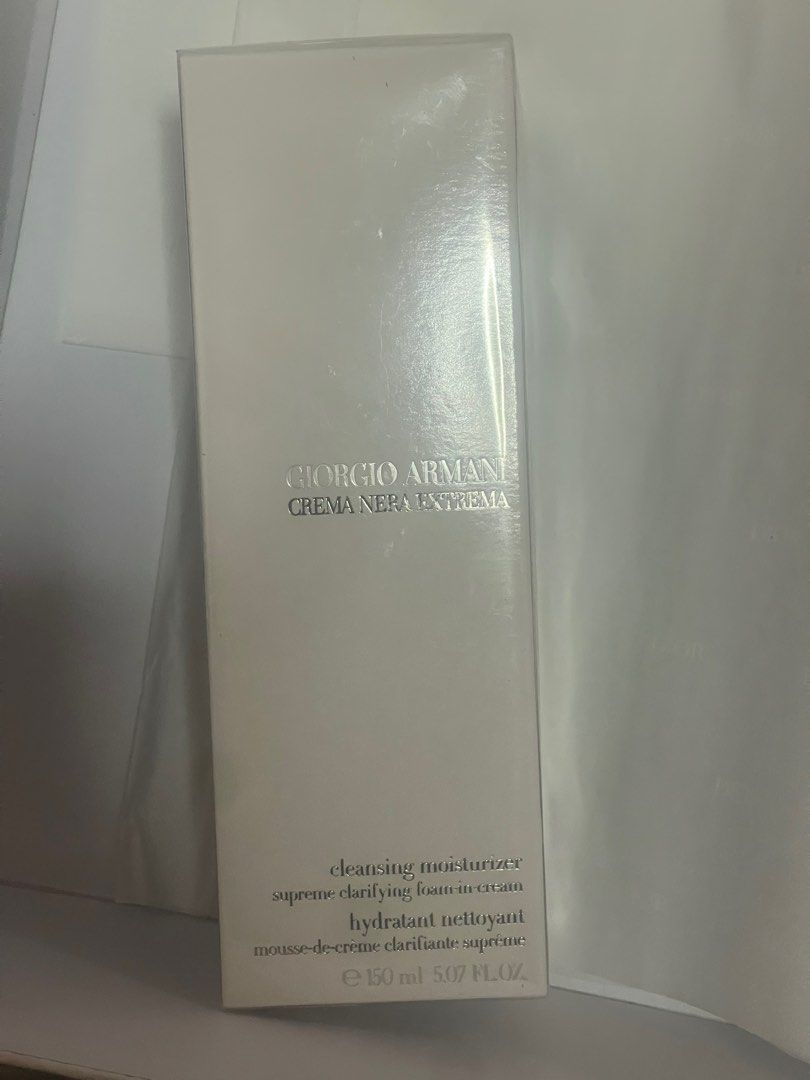 GIORGIO ARMANI
CREMA NERA EXTREMA
cleansing moisturizer
supreme clarifying foam-in-cream
hydratant nettoyant
mousse-de-crème clarifiante suprême
℮ 150 ml 5.07 FL.OZ.